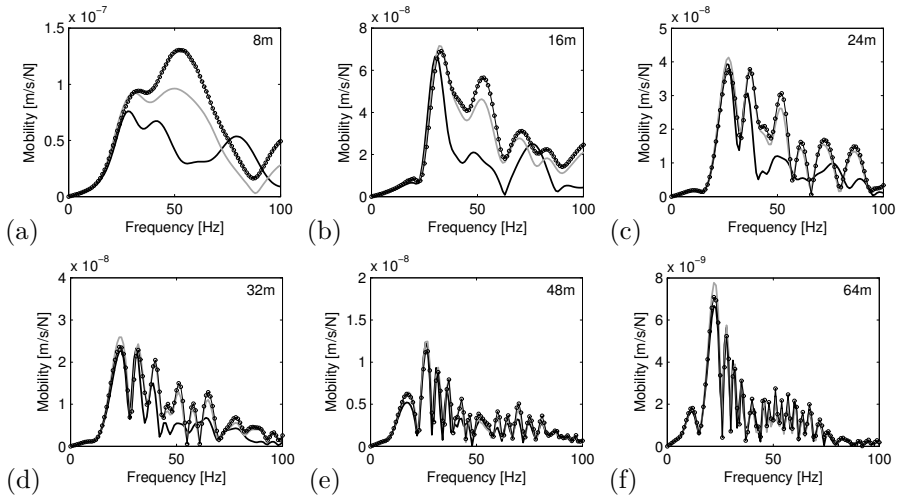 x 10⁻⁷
8m
1.5
1
0.5
0
Mobility [m/s/N]
0 50 100
Frequency [Hz]
(a)
x 10⁻⁸
16m
8
6
4
2
0
Mobility [m/s/N]
0 50 100
Frequency [Hz]
(b)
x 10⁻⁸
24m
5
4
3
2
1
0
Mobility [m/s/N]
0 50 100
Frequency [Hz]
(c)
x 10⁻⁸
32m
4
3
2
1
0
Mobility [m/s/N]
0 50 100
Frequency [Hz]
(d)
x 10⁻⁸
48m
2
1.5
1
0.5
0
Mobility [m/s/N]
0 50 100
Frequency [Hz]
(e)
x 10⁻⁹
64m
8
6
4
2
0
Mobility [m/s/N]
0 50 100
Frequency [Hz]
(f)